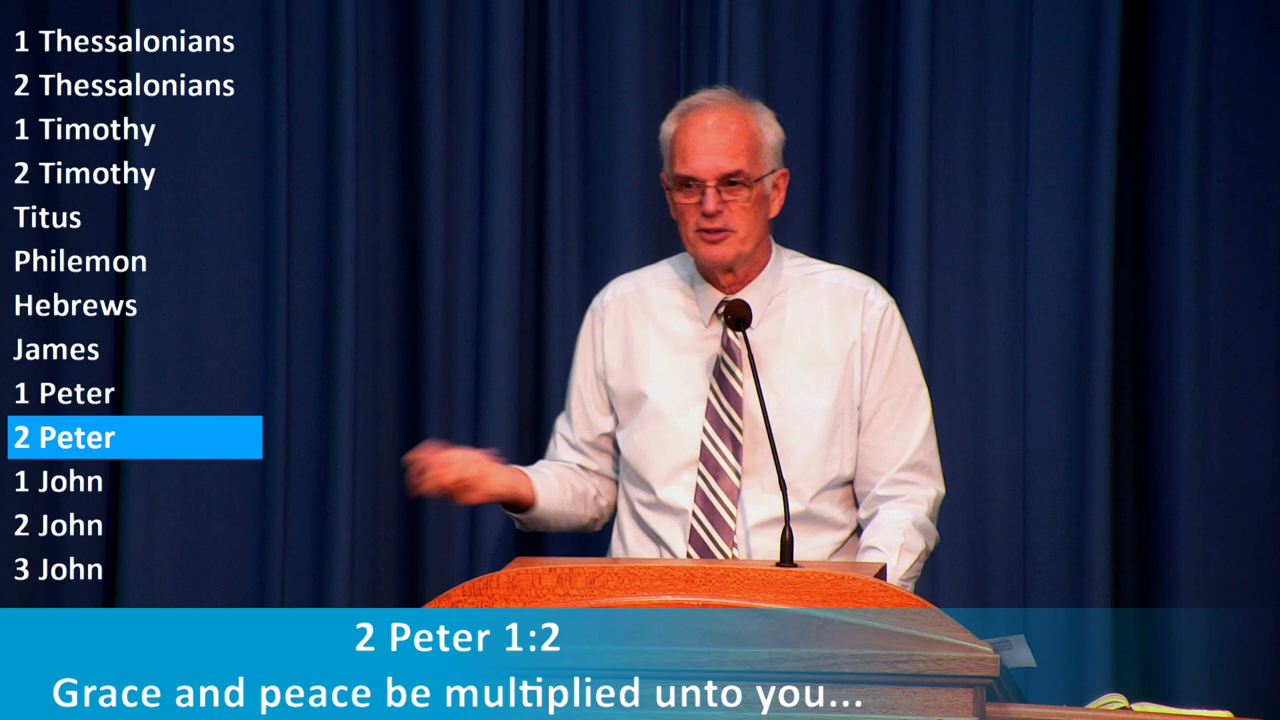 1 Thessalonians
2 Thessalonians
1 Timothy
2 Timothy
Titus
Philemon
Hebrews
James
1 Peter
2 Peter
1 John
2 John
3 John
2 Peter 1:2
Grace and peace be multiplied unto you...